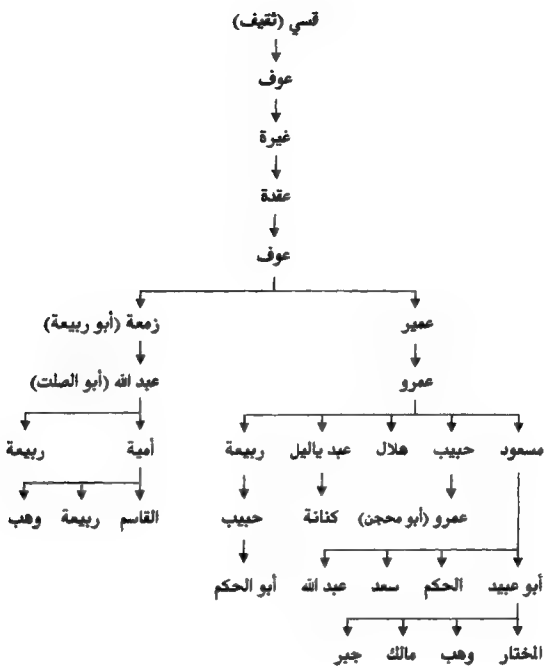 قسي (ثقيف)
عوف
غيرة
عقدة
عوف
عمير زمعة (أبو ربيعة)
عمرو عبد الله (أبو الصلت)
مسعود حبيب هلال عبد ياليل ربيعة أمية ربيعة
عمرو (أبو محجن) كنانة حبيب القاسم ربيعة وهب
أبو عبيد الحكم سعد عبد الله أبو الحكم
المختار وهب مالك جبر